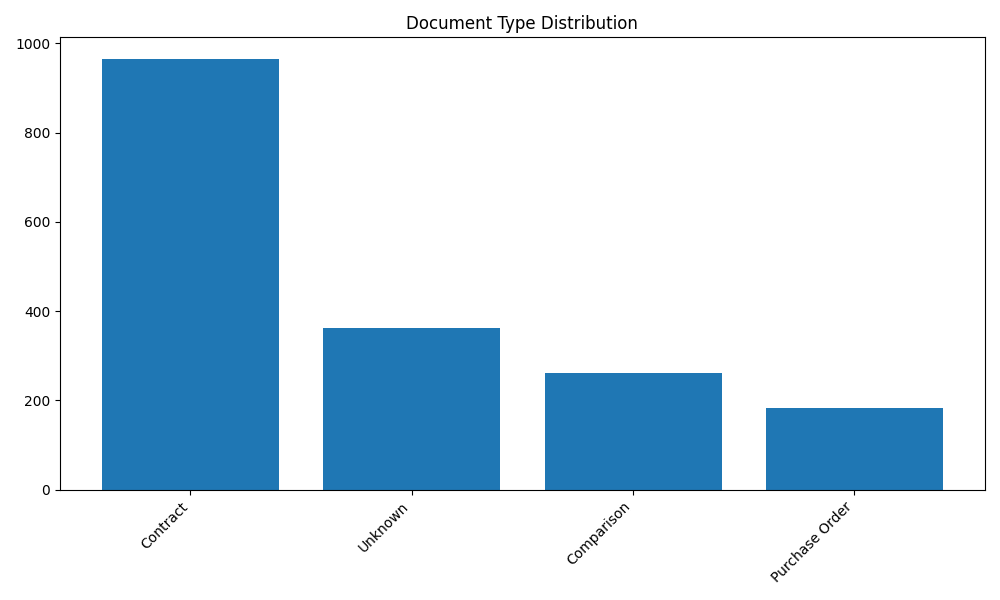 Document Type Distribution
1000
800
600
400
200
0
Contract
Unknown
Comparison
Purchase Order